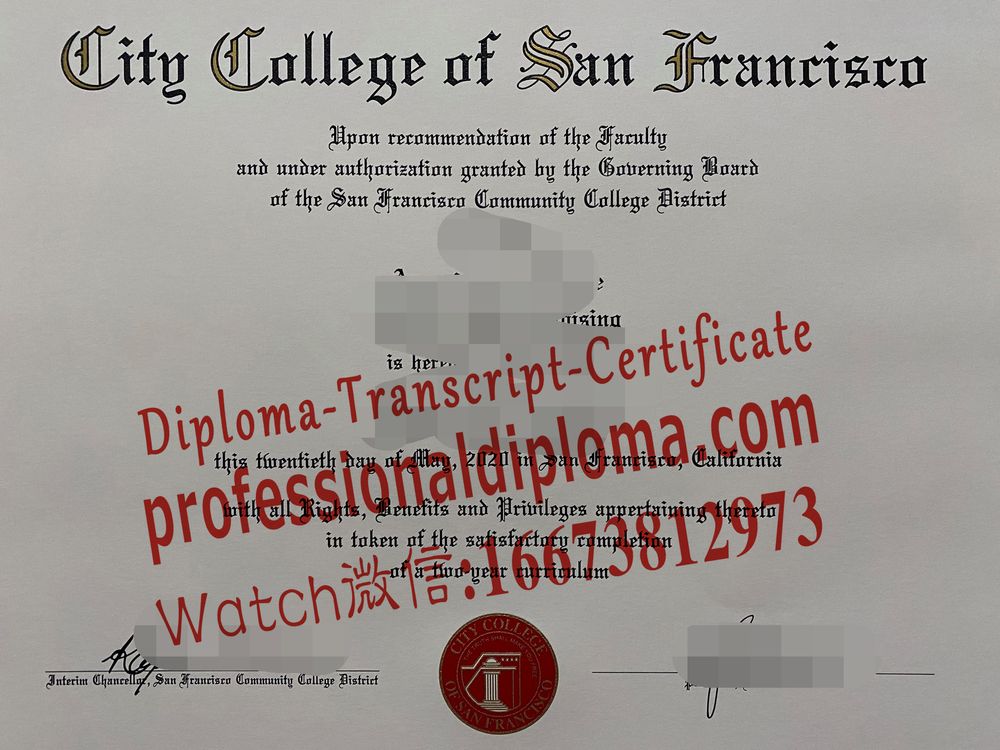 City College of San Francisco
Upon recommendation of the Faculty
and under authorization granted by the Governing Board
of the San Francisco Community College District
is
Diploma-Transcript-Certificate
this twentieth day of May, 2020 in San Francisco, California
professionaldiploma.com
with all Rights, Benefits and Privileges appertaining thereto
in token of the satisfactory completion
Watch微信:16673812973
of a two-year curriculum
CITY COLLEGE
OF SAN FRANCISCO
Interim Chancellor, San Francisco Community College District